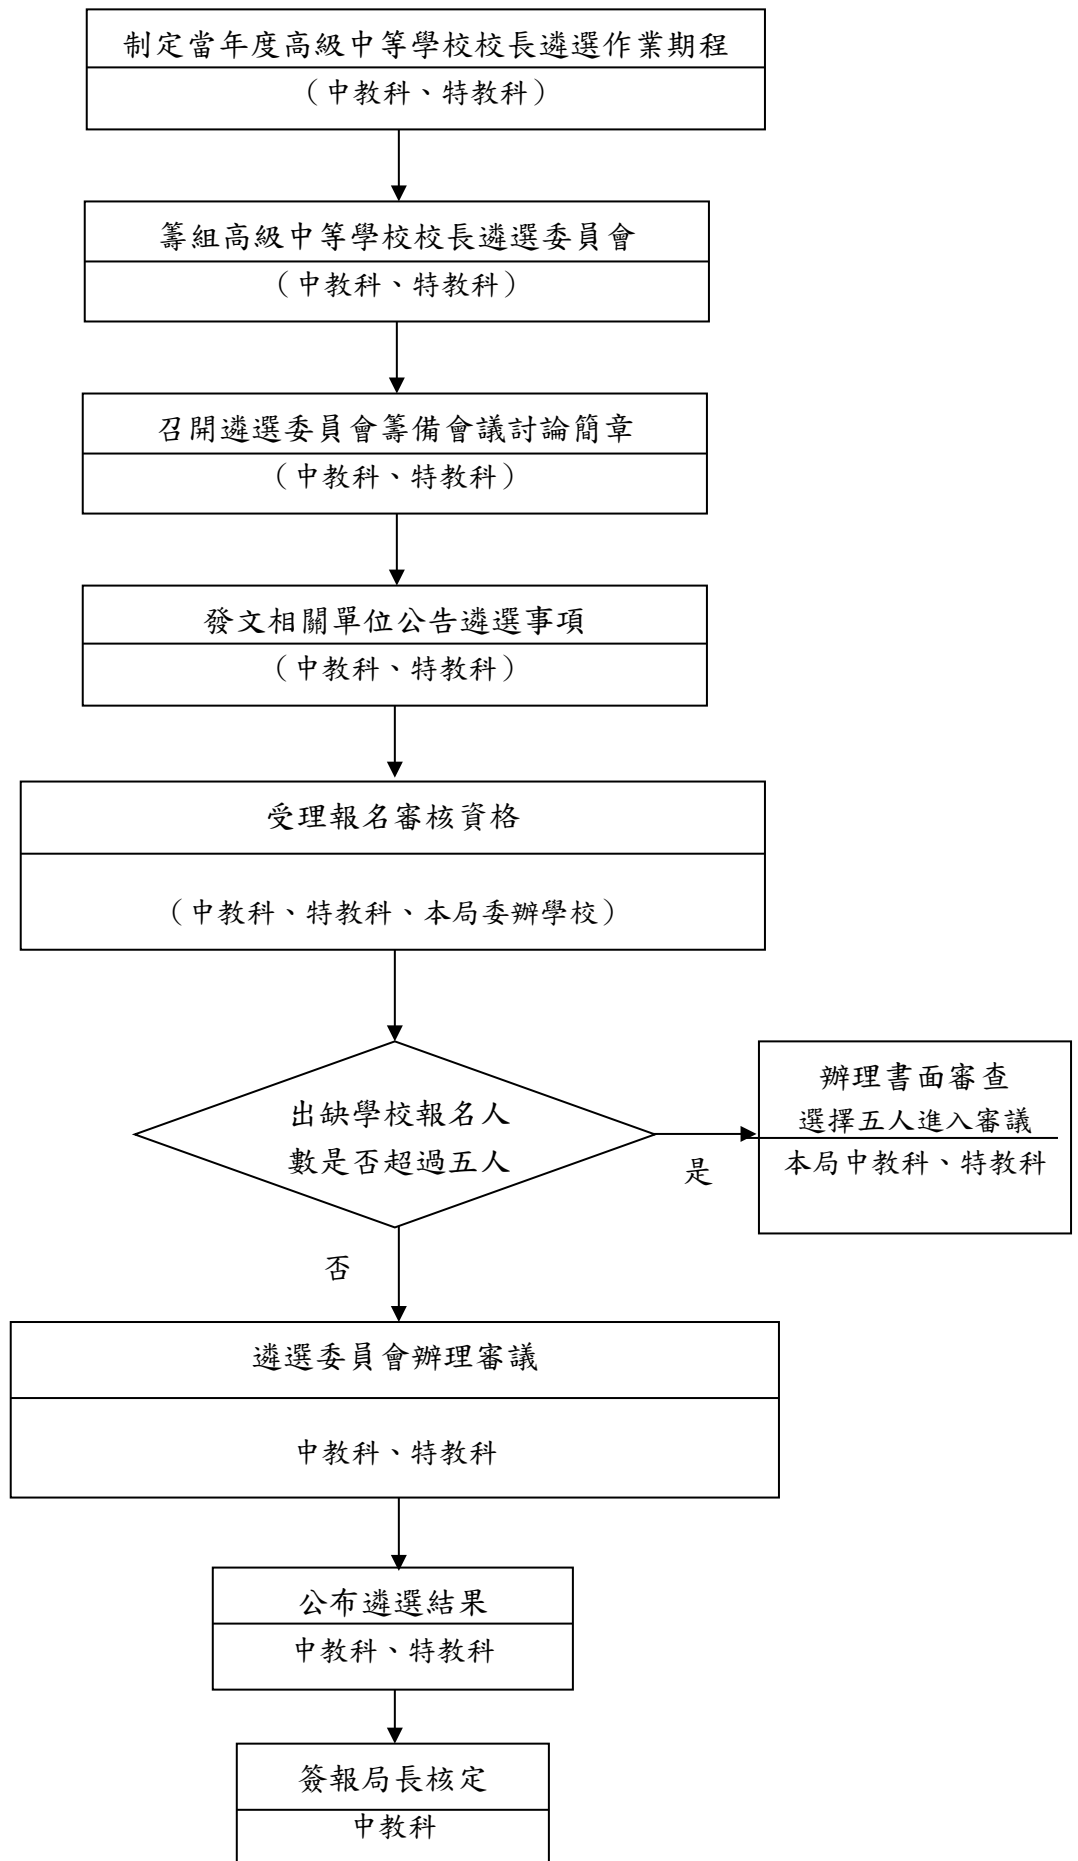 制定當年度高級中等學校校長遴選作業期程
（中教科、特教科）
籌組高級中等學校校長遴選委員會
（中教科、特教科）
召開遴選委員會籌備會議討論簡章
（中教科、特教科）
發文相關單位公告遴選事項
（中教科、特教科）
受理報名審核資格
（中教科、特教科、本局委辦學校）
出缺學校報名人
數是否超過五人
是
辦理書面審查
選擇五人進入審議
本局中教科、特教科
否
遴選委員會辦理審議
中教科、特教科
公布遴選結果
中教科、特教科
簽報局長核定
中教科